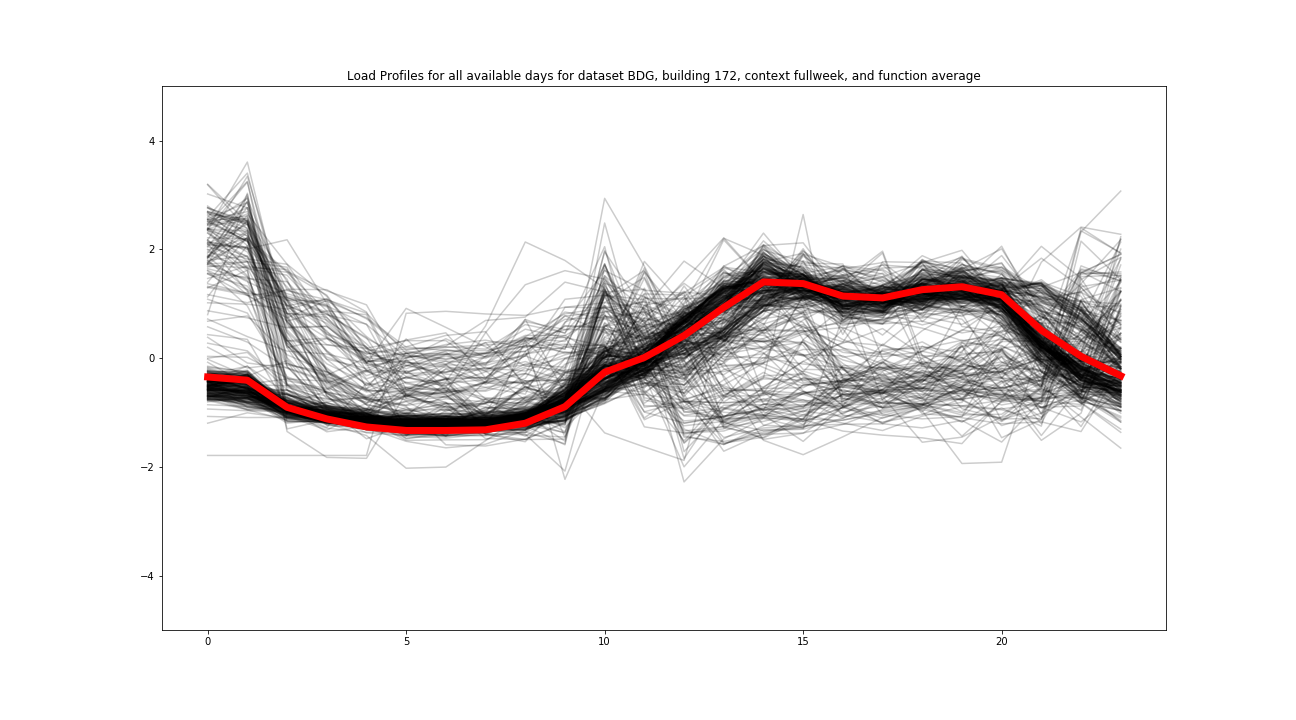 Load Profiles for all available days for dataset BDG, building 172, context fullweek, and function average
4
2
0
−2
−4
0 5 10 15 20